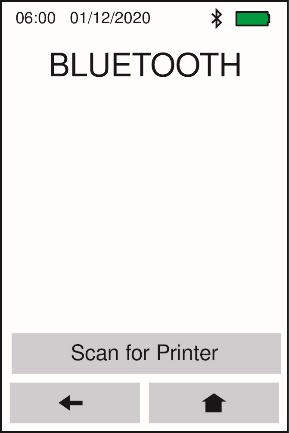 06:00 01/12/2020
BLUETOOTH
Scan for Printer